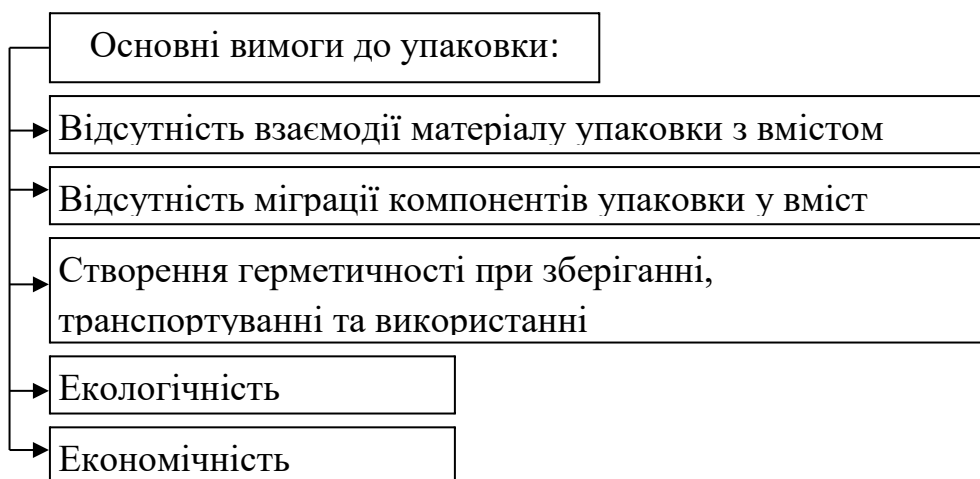 Основні вимоги до упаковки:
Відсутність взаємодії матеріалу упаковки з вмістом
Відсутність міграції компонентів упаковки у вміст
Створення герметичності при зберіганні,
транспортуванні та використанні
Екологічність
Економічність